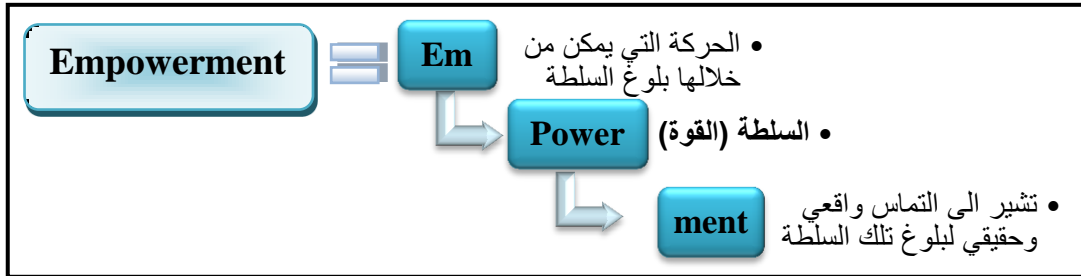 Empowerment
Em
• الحركة التي يمكن من
خلالها بلوغ السلطة
Power
• السلطة (القوة)
ment
• تشير الى التماس واقعي
وحقيقي لبلوغ تلك السلطة